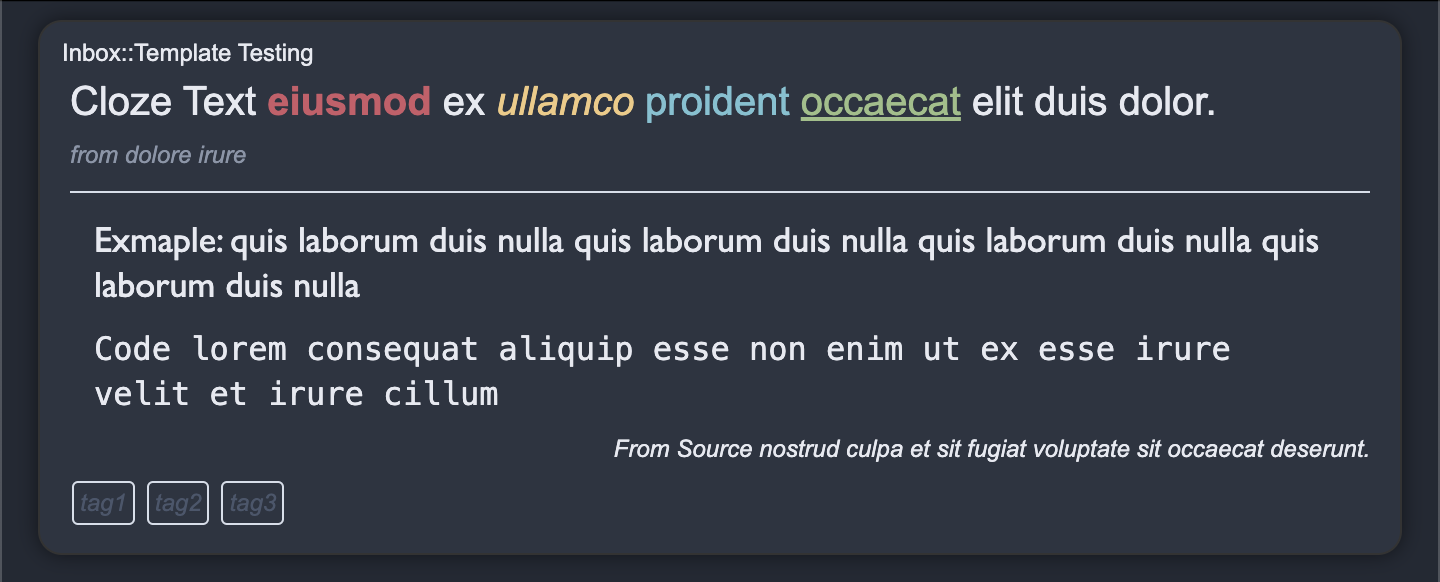 Inbox::Template Testing
Cloze Text eiusmod ex ullamco proident occaecat elit duis dolor.
from dolore irure
Exmaple: quis laborum duis nulla quis laborum duis nulla quis laborum duis nulla quis
laborum duis nulla
Code lorem consequat aliquip esse non enim ut ex esse irure
velit et irure cillum
From Source nostrud culpa et sit fugiat voluptate sit occaecat deserunt.
tag1 tag2 tag3